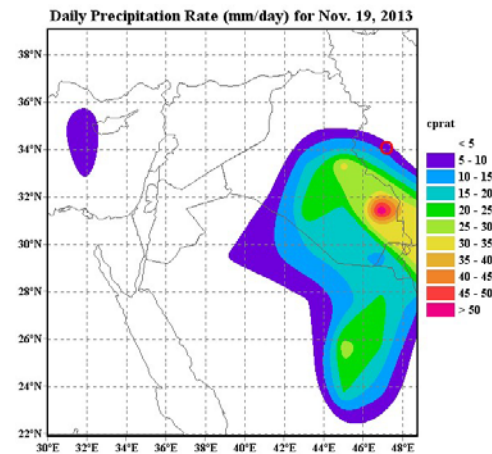 Daily Precipitation Rate (mm/day) for Nov. 19, 2013
38°N
36°N
34°N
32°N
30°N
28°N
26°N
24°N
22°N
30°E 32°E 34°E 36°E 38°E 40°E 42°E 44°E 46°E 48°E
cprat
< 5
5 - 10
10 - 15
15 - 20
20 - 25
25 - 30
30 - 35
35 - 40
40 - 45
45 - 50
> 50